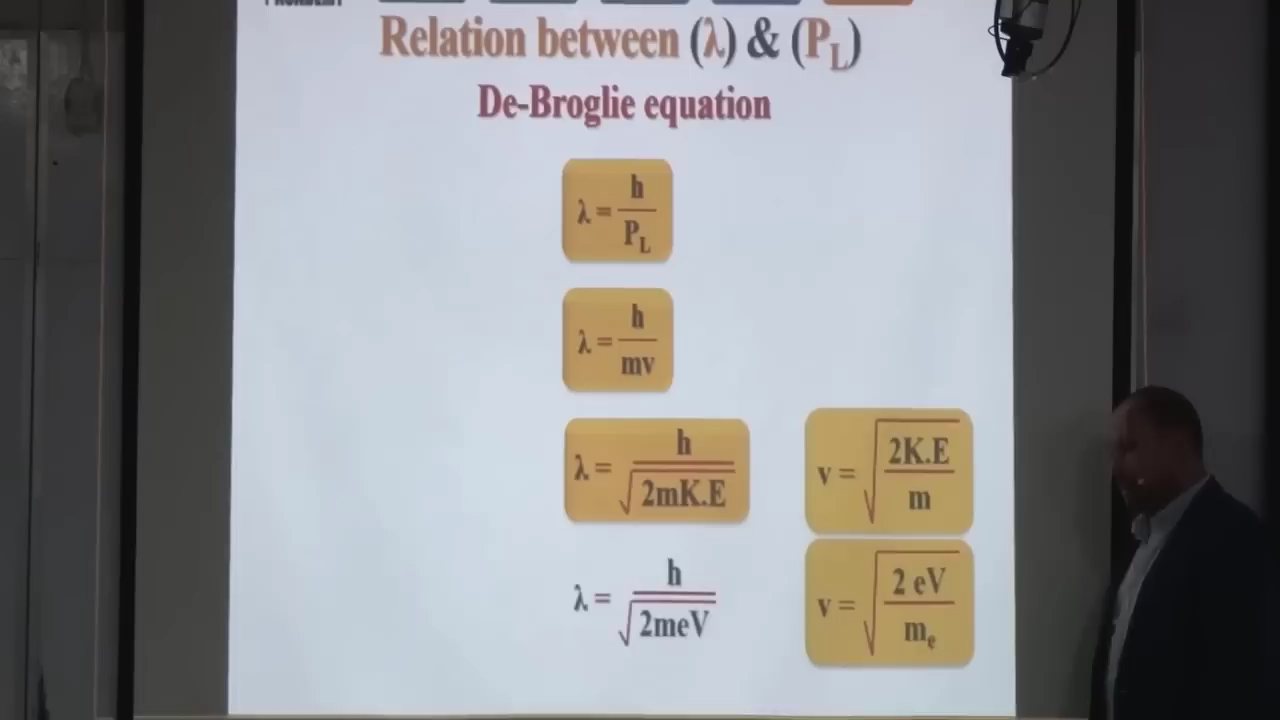 Relation between (λ) & (P_L)
De-Broglie equation
λ = h / P_L
λ = h / mv
λ = h / √2mK.E
v = √2K.E / m
λ = h / √2meV
v = √2 eV / m_e